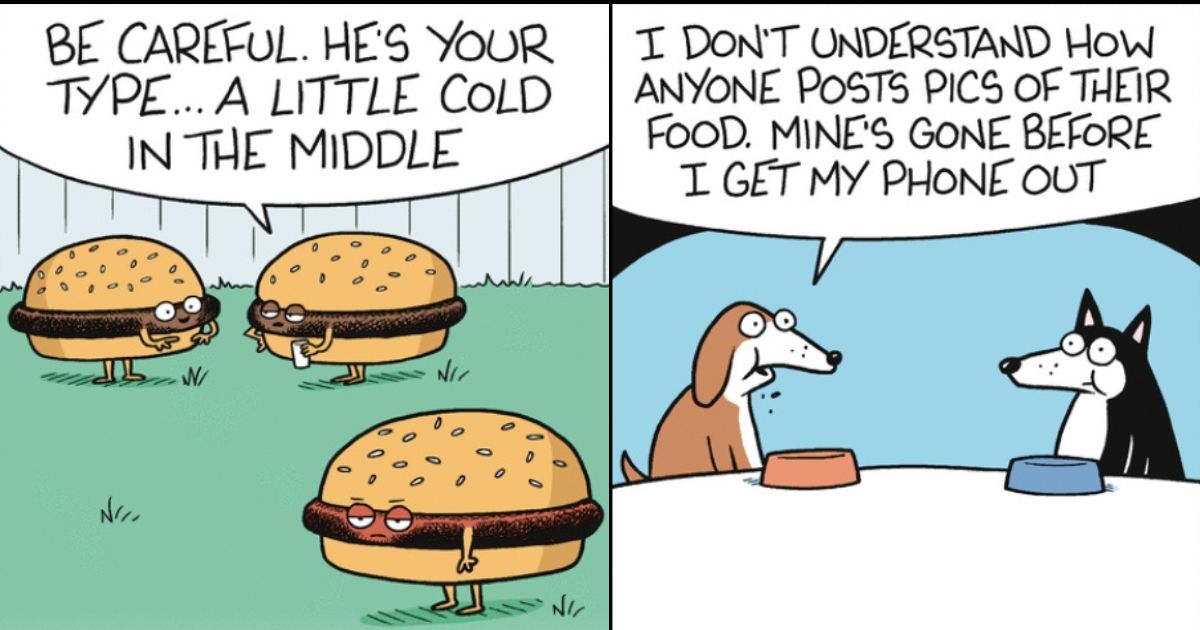 BE CAREFUL. HE'S YOUR
TYPE... A LITTLE COLD
IN THE MIDDLE
I DON'T UNDERSTAND HOW
ANYONE POSTS PICS OF THEIR
FOOD. MINE'S GONE BEFORE
I GET MY PHONE OUT